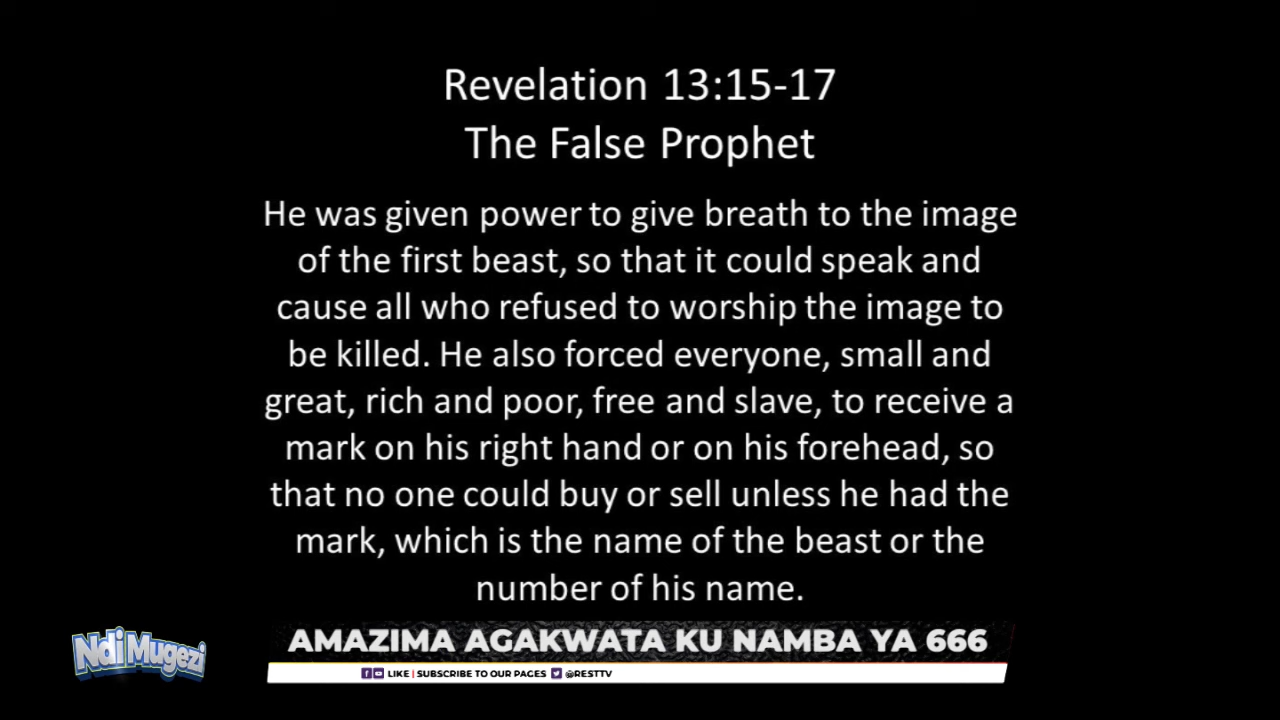 Revelation 13:15-17
The False Prophet
He was given power to give breath to the image
of the first beast, so that it could speak and
cause all who refused to worship the image to
be killed. He also forced everyone, small and
great, rich and poor, free and slave, to receive a
mark on his right hand or on his forehead, so
that no one could buy or sell unless he had the
mark, which is the name of the beast or the
number of his name.
Ndi Mugezi
AMAZIMA AGAKWATA KU NAMBA YA 666
LIKE | SUBSCRIBE TO OUR PAGES @RESTTV